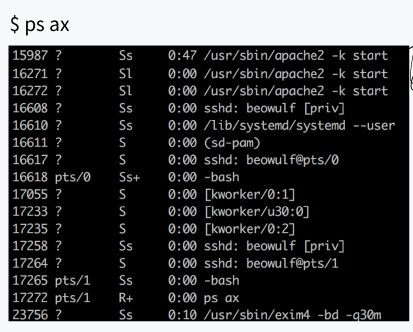 $ ps ax
15987 ? Ss 0:47 /usr/sbin/apache2 -k start
16271 ? Sl 0:00 /usr/sbin/apache2 -k start
16272 ? Sl 0:00 /usr/sbin/apache2 -k start
16608 ? Ss 0:00 sshd: beowulf [priv]
16610 ? Ss 0:00 /lib/systemd/systemd --user
16611 ? S 0:00 (sd-pam)
16617 ? S 0:00 sshd: beowulf@pts/0
16618 pts/0 Ss+ 0:00 -bash
17055 ? S 0:00 [kworker/0:1]
17233 ? S 0:00 [kworker/u30:0]
17235 ? S 0:00 [kworker/0:2]
17258 ? Ss 0:00 sshd: beowulf [priv]
17264 ? S 0:00 sshd: beowulf@pts/1
17265 pts/1 Ss 0:00 -bash
17272 pts/1 R+ 0:00 ps ax
23756 ? Ss 0:10 /usr/sbin/exim4 -bd -q30m